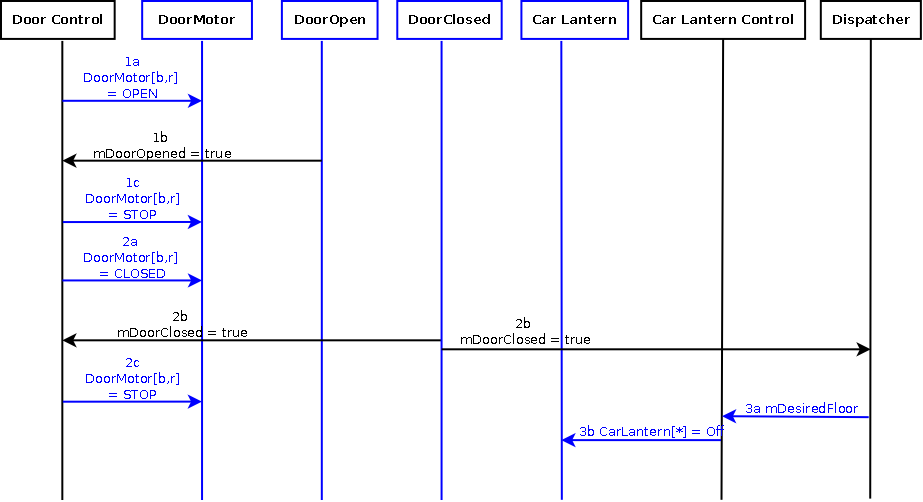 Door Control
DoorMotor
DoorOpen
DoorClosed
Car Lantern
Car Lantern Control
Dispatcher
1a
DoorMotor[b,r]
= OPEN
1b
mDoorOpened = true
1c
DoorMotor[b,r]
= STOP
2a
DoorMotor[b,r]
= CLOSED
2b
mDoorClosed = true
2b
mDoorClosed = true
2c
DoorMotor[b,r]
= STOP
3a mDesiredFloor
3b CarLantern[*] = Off